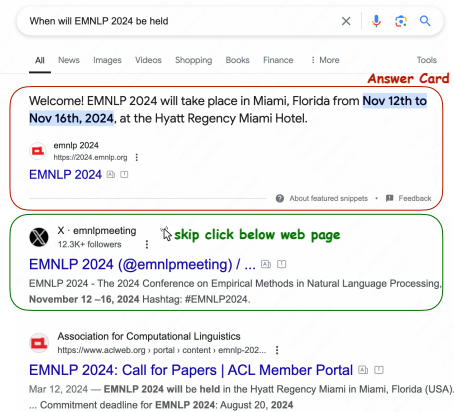 When will EMNLP 2024 be held
All News Images Videos Shopping Books Finance More Tools
Answer Card
Welcome! EMNLP 2024 will take place in Miami, Florida from Nov 12th to
Nov 16th, 2024, at the Hyatt Regency Miami Hotel.
emnlp 2024
https://2024.emnlp.org
EMNLP 2024
About featured snippets • Feedback
X · emnlpmeeting
12.3K+ followers
skip click below web page
EMNLP 2024 (@emnlpmeeting) / ...
EMNLP 2024 - The 2024 Conference on Empirical Methods in Natural Language Processing,
November 12 –16, 2024 Hashtag: #EMNLP2024.
Association for Computational Linguistics
https://www.aclweb.org › portal › content › emnlp-202...
EMNLP 2024: Call for Papers | ACL Member Portal
Mar 12, 2024 — EMNLP 2024 will be held in the Hyatt Regency Miami in Miami, Florida (USA).
... Commitment deadline for EMNLP 2024: August 20, 2024